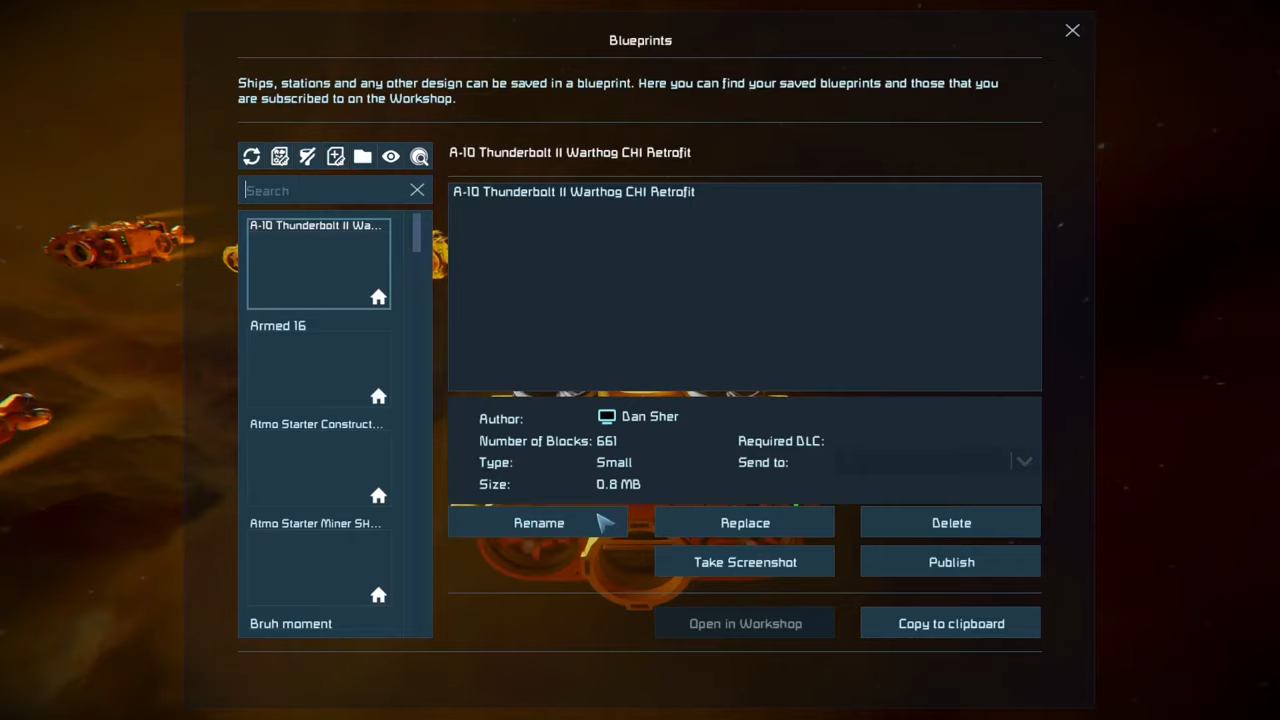 Blueprints
Ships, stations and any other design can be saved in a blueprint. Here you can find your saved blueprints and those that you
are subscribed to on the Workshop.
A-10 Thunderbolt II Warthog CHI Retrofit
Search
A-10 Thunderbolt II Warthog CHI Retrofit
A-10 Thunderbolt II Wa...
Armed 16
Atmo Starter Construct...
Atmo Starter Miner SH...
Bruh moment
Author: Dan Sher
Number of Blocks: 661
Required DLC:
Type: Small
Send to:
Size: 0.8 MB
Rename
Replace
Delete
Take Screenshot
Publish
Open in Workshop
Copy to clipboard